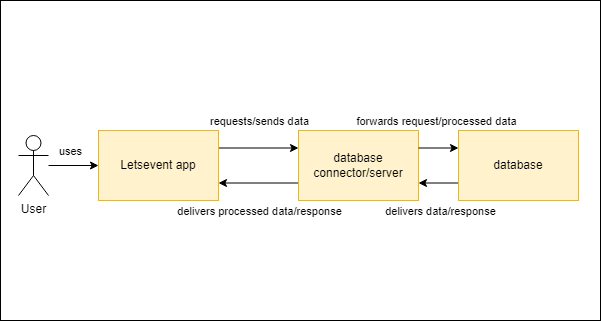 requests/sends data
forwards request/processed data
uses
Letsevent app
database
connector/server
database
User
delivers processed data/response
delivers data/response